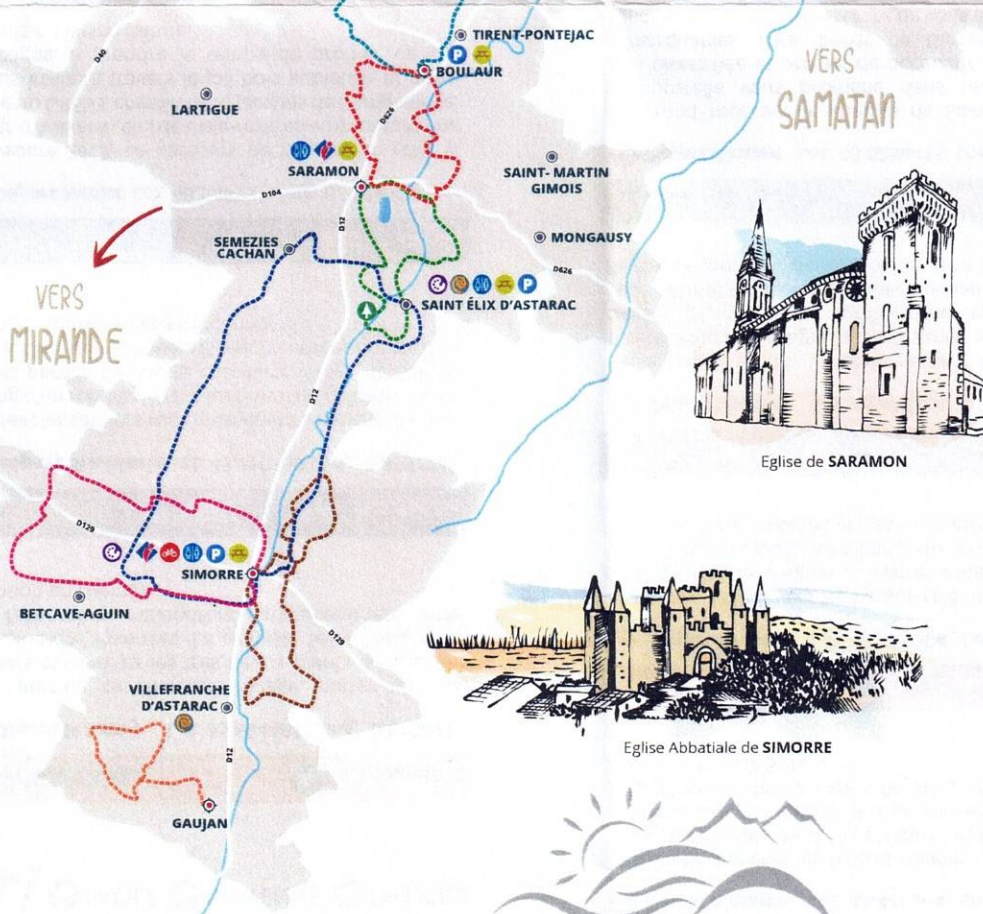 TIRENT-PONTEJAC
P
BOULAUR
D40
LARTIGUE
D626
SARAMON
SAINT- MARTIN
GIMOIS
D104
D12
SEMEZIES
CACHAN
MONGAUSY
D626
P
SAINT ÉLIX D'ASTARAC
VERS
SAMATAN
VERS
MIRANDE
D12
Eglise de SARAMON
D129
P
SIMORRE
BETCAVE-AGUIN
D129
VILLEFRANCHE
D'ASTARAC
D12
GAUJAN
Eglise Abbatiale de SIMORRE